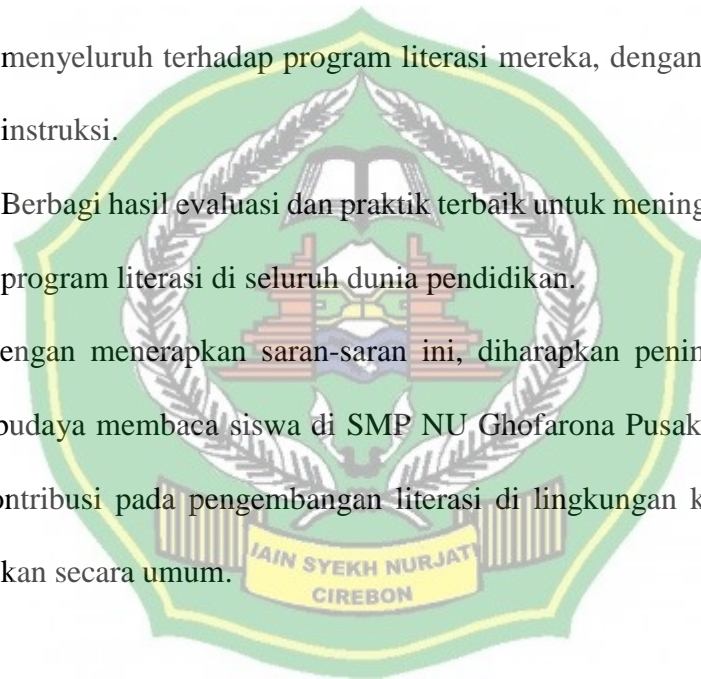 menyeluruh terhadap program literasi mereka, dengan
instruksi.
Berbagi hasil evaluasi dan praktik terbaik untuk mening
program literasi di seluruh dunia pendidikan.
engan menerapkan saran-saran ini, diharapkan penin
budaya membaca siswa di SMP NU Ghofarona Pusak
ontribusi pada pengembangan literasi di lingkungan k
kan secara umum.
IAIN SYEKH NURJATI
CIREBON